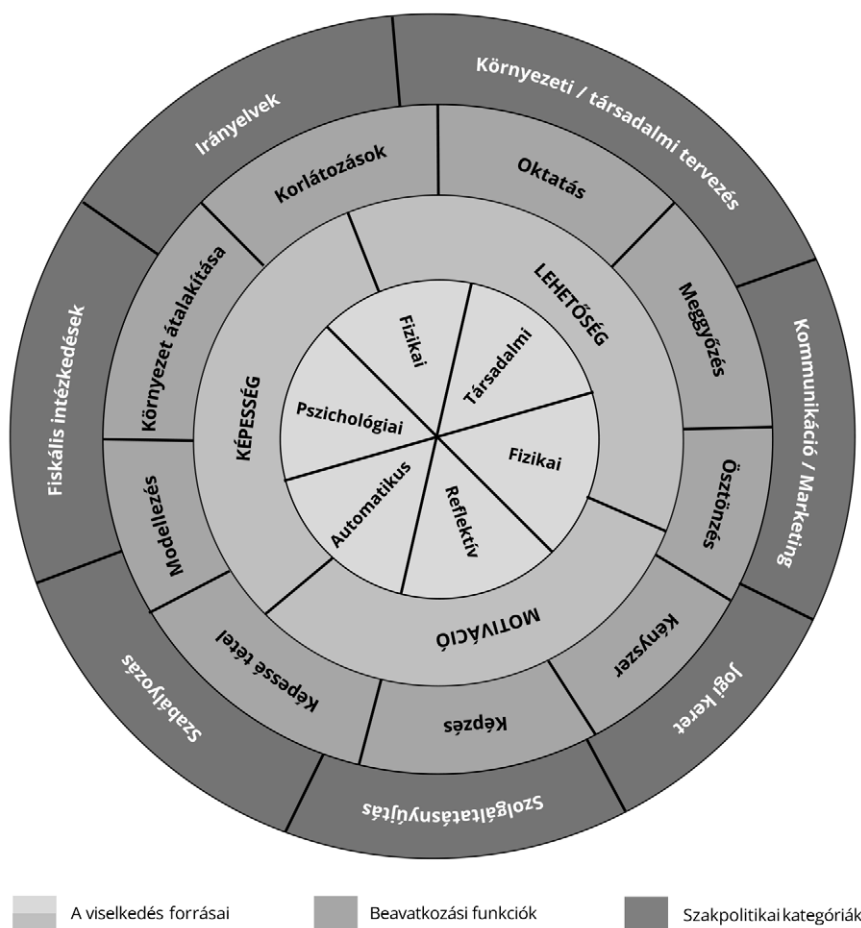 Környezeti / társadalmi tervezés
Kommunikáció / Marketing
Jogi keret
Szolgáltatásnyújtás
Szabályozás
Fiskális intézkedések
Irányelvek
Oktatás
Meggyőzés
Ösztönzés
Kényszer
Képzés
Képessé tétel
Modellezés
Környezet átalakítása
Korlátozások
LEHETŐSÉG
MOTIVÁCIÓ
KÉPESSÉG
Fizikai
Társadalmi
Fizikai
Reflektív
Automatikus
Pszichológiai
A viselkedés forrásai
Beavatkozási funkciók
Szakpolitikai kategóriák